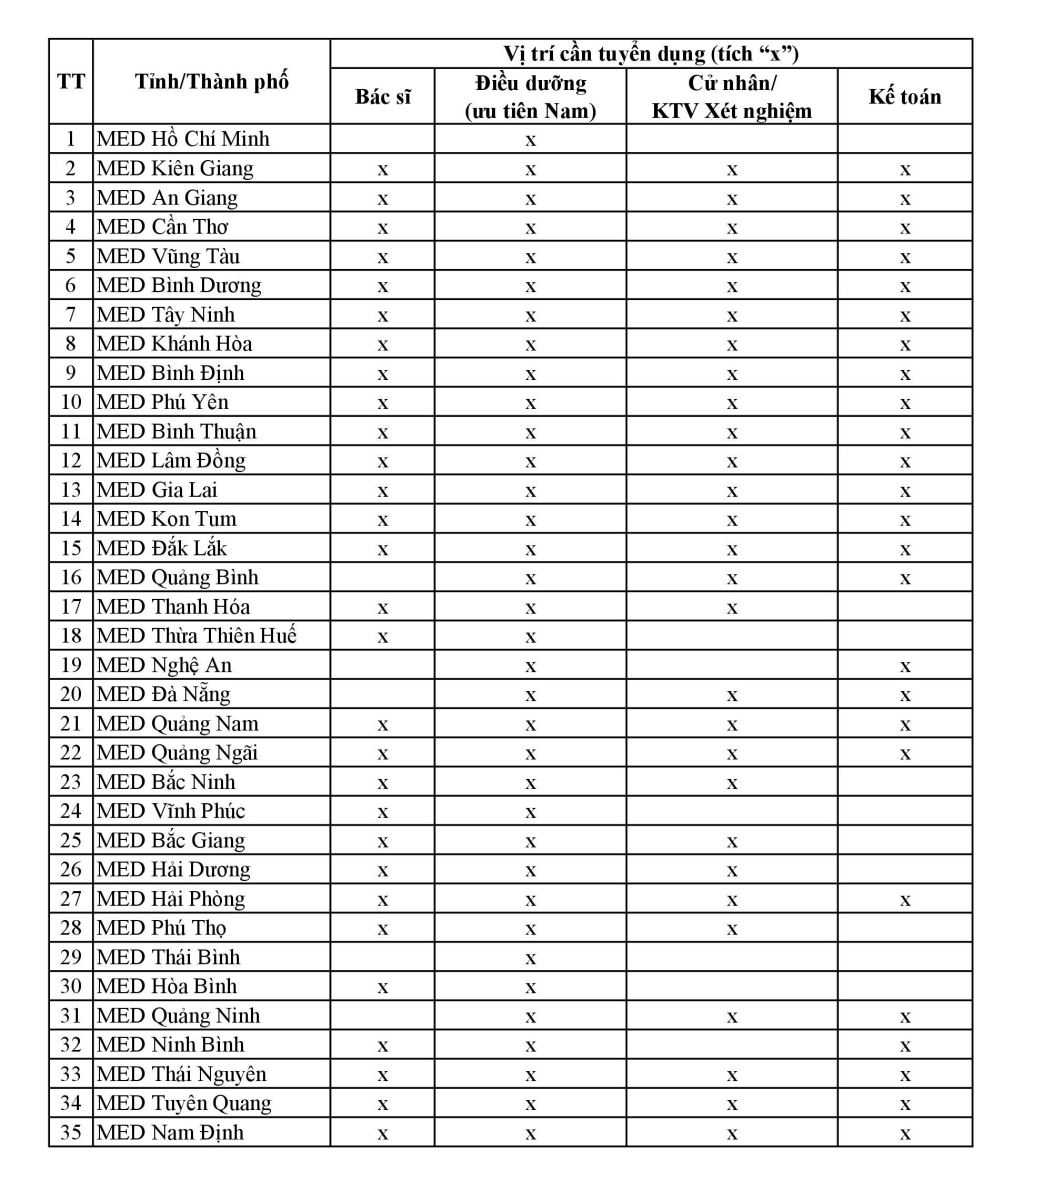 Vị trí cần tuyển dụng (tích “x”)
TT Tỉnh/Thành phố Bác sĩ Điều dưỡng Cử nhân/ Kế toán
(ưu tiên Nam) KTV Xét nghiệm
1 MED Hồ Chí Minh x
2 MED Kiên Giang x x x x
3 MED An Giang x x x x
4 MED Cần Thơ x x x x
5 MED Vũng Tàu x x x x
6 MED Bình Dương x x x x
7 MED Tây Ninh x x x x
8 MED Khánh Hòa x x x x
9 MED Bình Định x x x x
10 MED Phú Yên x x x x
11 MED Bình Thuận x x x x
12 MED Lâm Đồng x x x x
13 MED Gia Lai x x x x
14 MED Kon Tum x x x x
15 MED Đắk Lắk x x x x
16 MED Quảng Bình x x x
17 MED Thanh Hóa x x x
18 MED Thừa Thiên Huế x x
19 MED Nghệ An x x
20 MED Đà Nẵng x x x
21 MED Quảng Nam x x x x
22 MED Quảng Ngãi x x x x
23 MED Bắc Ninh x x x
24 MED Vĩnh Phúc x x
25 MED Bắc Giang x x x
26 MED Hải Dương x x x
27 MED Hải Phòng x x x x
28 MED Phú Thọ x x x
29 MED Thái Bình x
30 MED Hòa Bình x x
31 MED Quảng Ninh x x x
32 MED Ninh Bình x x x
33 MED Thái Nguyên x x x x
34 MED Tuyên Quang x x x x
35 MED Nam Định x x x x